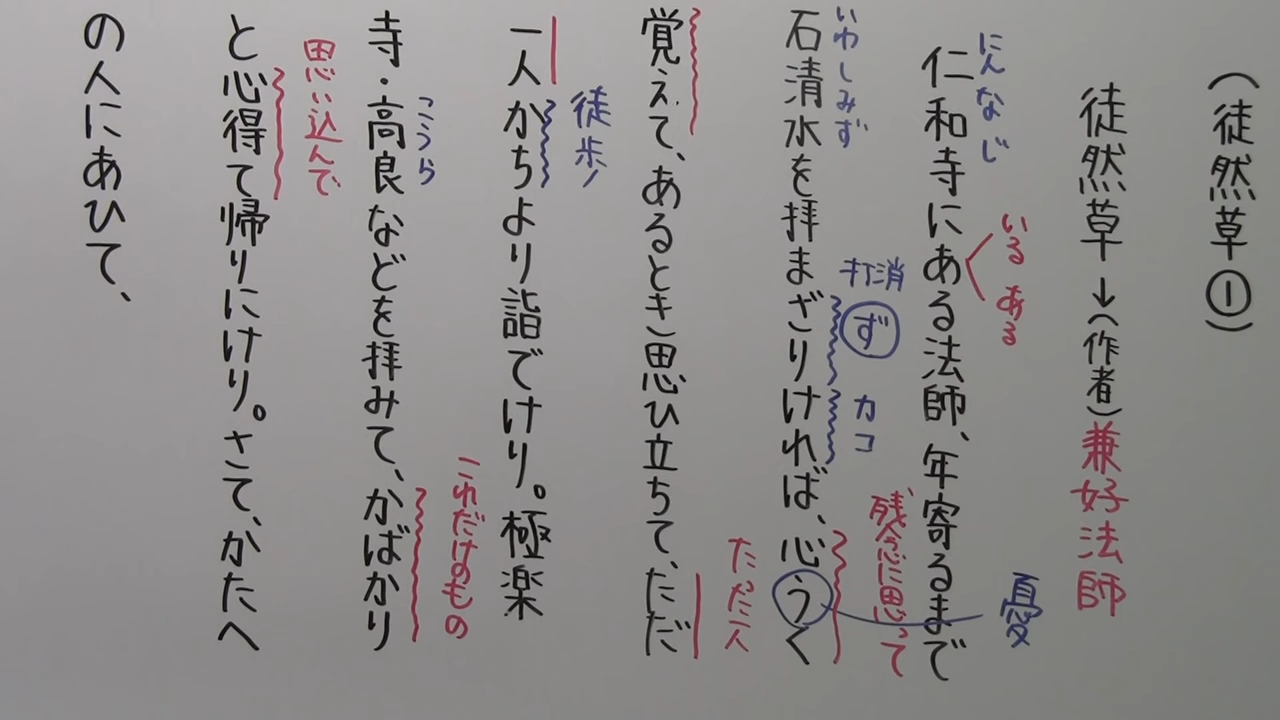 （徒然草①）
徒然草→（作者）兼好法師
にんなじ
いる ある
仁和寺にある法師、年寄るまで
憂
いわしみず
打消
ず
カコ
残念に思って
石清水を拝まざりければ、心うく
ただ一人
覚えて、あるとき思ひ立ちて、ただ
徒歩
一人かちより詣でけり。極楽
こうら
これだけのもの
寺・高良などを拝みて、かばかり
思い込んで
と心得て帰りにけり。さて、かたへ
の人にあひて、